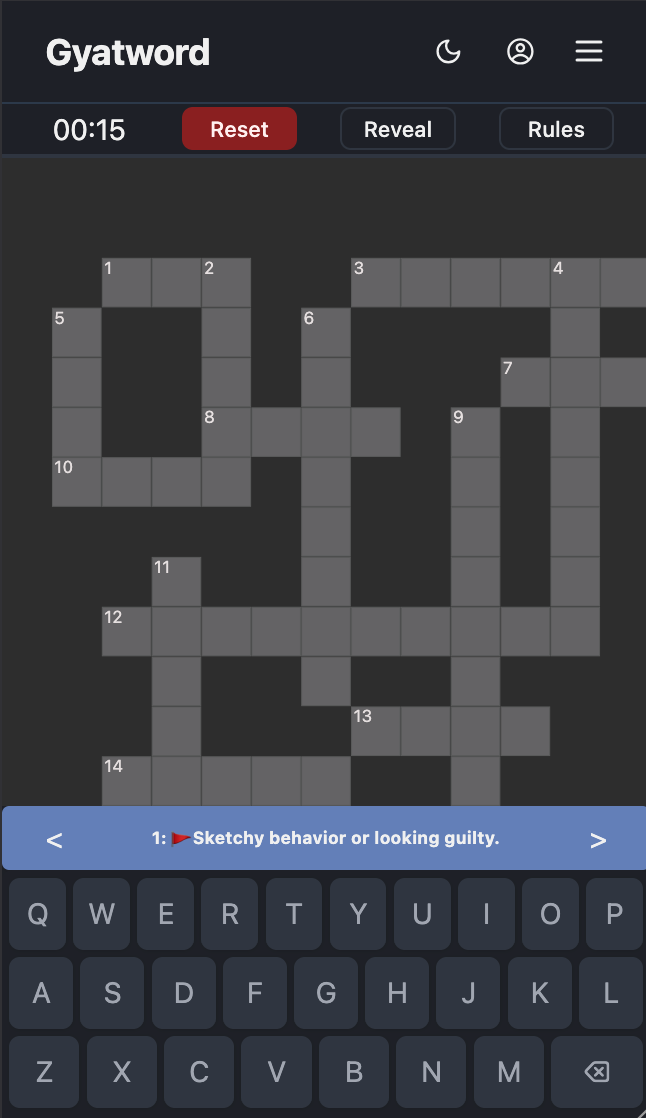 Gyatword
00:15 Reset Reveal Rules
1 2 3 4
5 6
7
8 9
10
11
12
13
14
< 1: 🚩Sketchy behavior or looking guilty. >
Q W E R T Y U I O P
A S D F G H J K L
Z X C V B N M